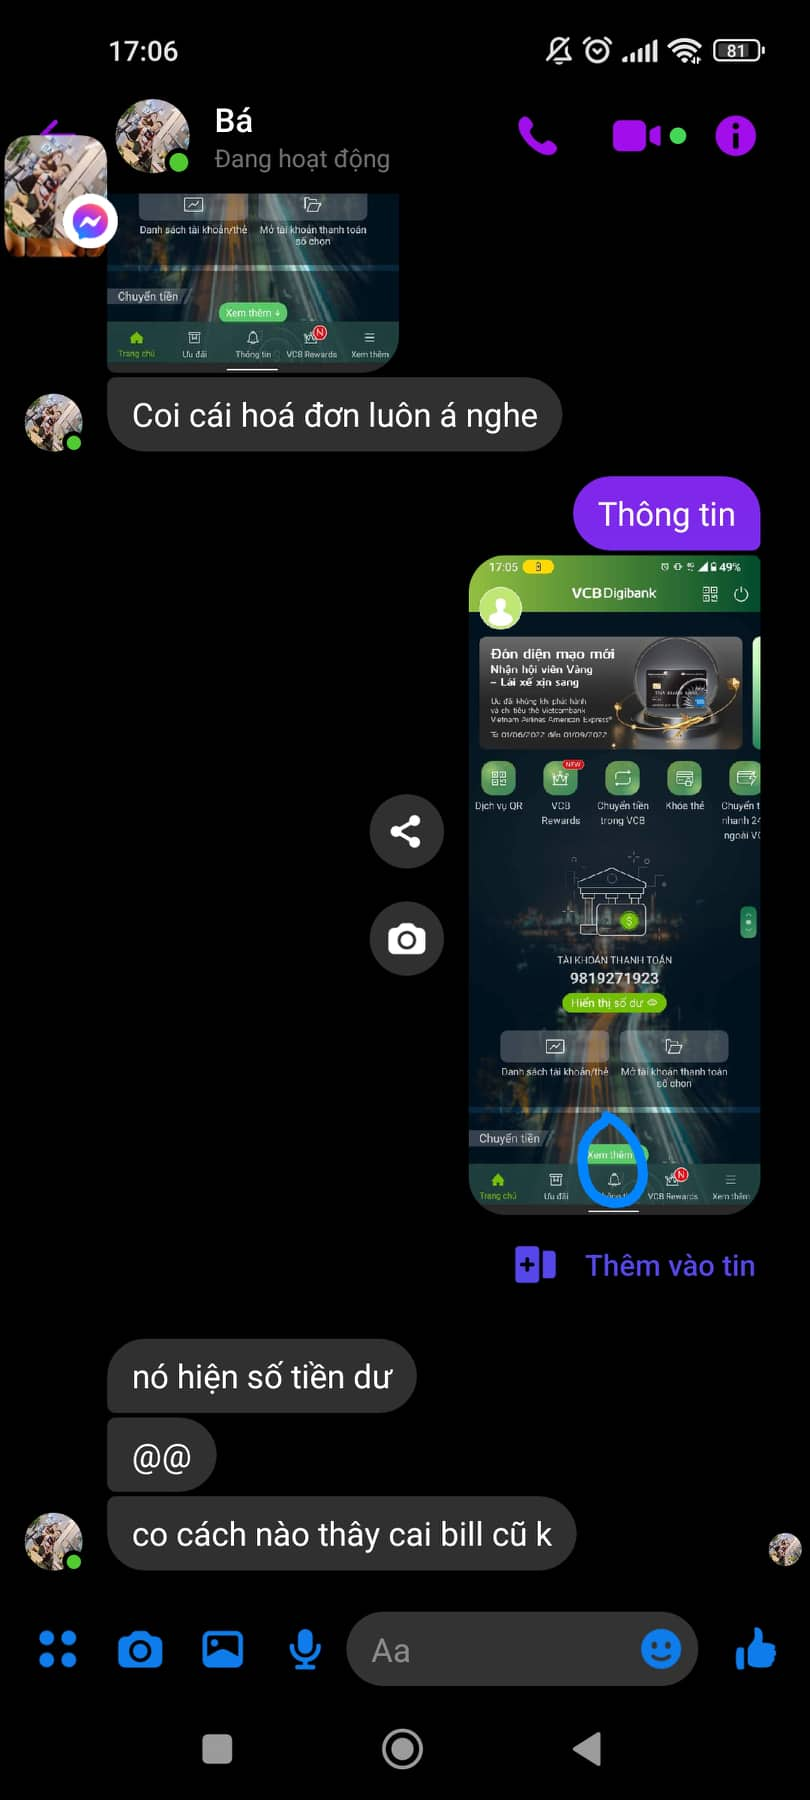 17:06
81
Bá
Đang hoạt động
Danh sách tài khoản/thẻ
Mở tài khoản thanh toán
số chọn
Chuyển tiền
Xem thêm
N
Trang chủ
Ưu đãi
Thông tin
VCB Rewards
Xem thêm
Coi cái hoá đơn luôn á nghe
Thông tin
17:05
49%
VCB Digibank
Đón diện mạo mới
Nhận hội viên Vàng
– Lái xế xịn sang
Ưu đãi không khi phát hành
và chi tiêu thẻ Vietcombank
Vietnam Airlines American Express®
Từ 01/06/2022 đến 01/09/2022
NEW
Dịch vụ QR
VCB
Rewards
Chuyển tiền
trong VCB
Khóa thẻ
Chuyển t
nhanh 24
ngoài VC
TÀI KHOẢN THANH TOÁN
9819271923
Hiển thị số dư
Danh sách tài khoản/thẻ
Mở tài khoản thanh toán
số chọn
Chuyển tiền
Xem thêm
N
Trang chủ
Ưu đãi
VCB Rewards
Xem thêm
Thêm vào tin
nó hiện số tiền dư
@@
co cách nào thây cai bill cũ k
Aa